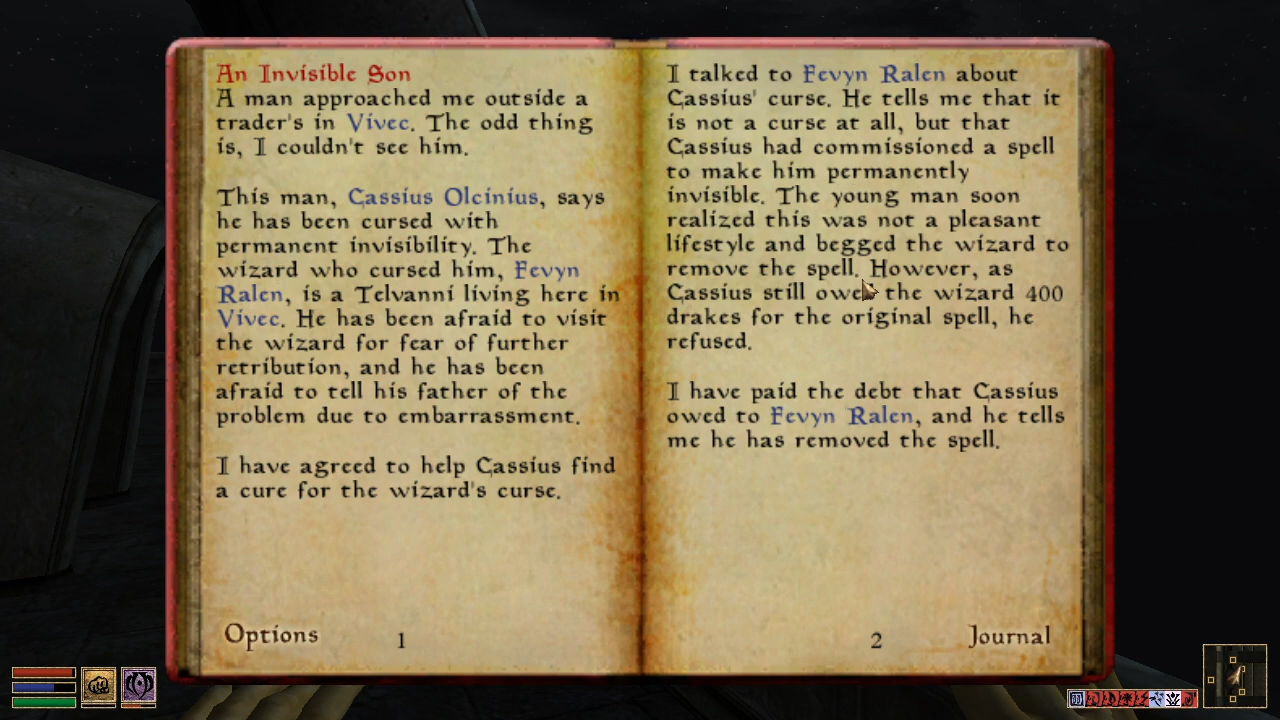 An Invisible Son
A man approached me outside a
trader's in Vivec. The odd thing
is, I couldn't see him.
This man, Cassius Olcinius, says
he has been cursed with
permanent invisibility. The
wizard who cursed him, Fevyn
Ralen, is a Telvanni living here in
Vivec. He has been afraid to visit
the wizard for fear of further
retribution, and he has been
afraid to tell his father of the
problem due to embarrassment.
I have agreed to help Cassius find
a cure for the wizard's curse.
Options
1
I talked to Fevyn Ralen about
Cassius' curse. He tells me that it
is not a curse at all, but that
Cassius had commissioned a spell
to make him permanently
invisible. The young man soon
realized this was not a pleasant
lifestyle and begged the wizard to
remove the spell. However, as
Cassius still owed the wizard 400
drakes for the original spell, he
refused.
I have paid the debt that Cassius
owed to Fevyn Ralen, and he tells
me he has removed the spell.
2
Journal